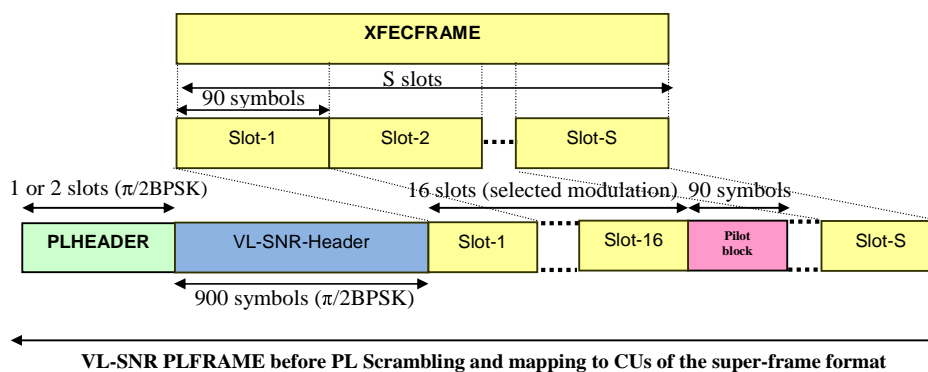 XFECFRAME
S slots
90 symbols
Slot-1 Slot-2 Slot-S
1 or 2 slots (π/2BPSK) 16 slots (selected modulation) 90 symbols
PLHEADER VL-SNR-Header Slot-1 Slot-16 Pilot block Slot-S
900 symbols (π/2BPSK)
VL-SNR PLFRAME before PL Scrambling and mapping to CUs of the super-frame format